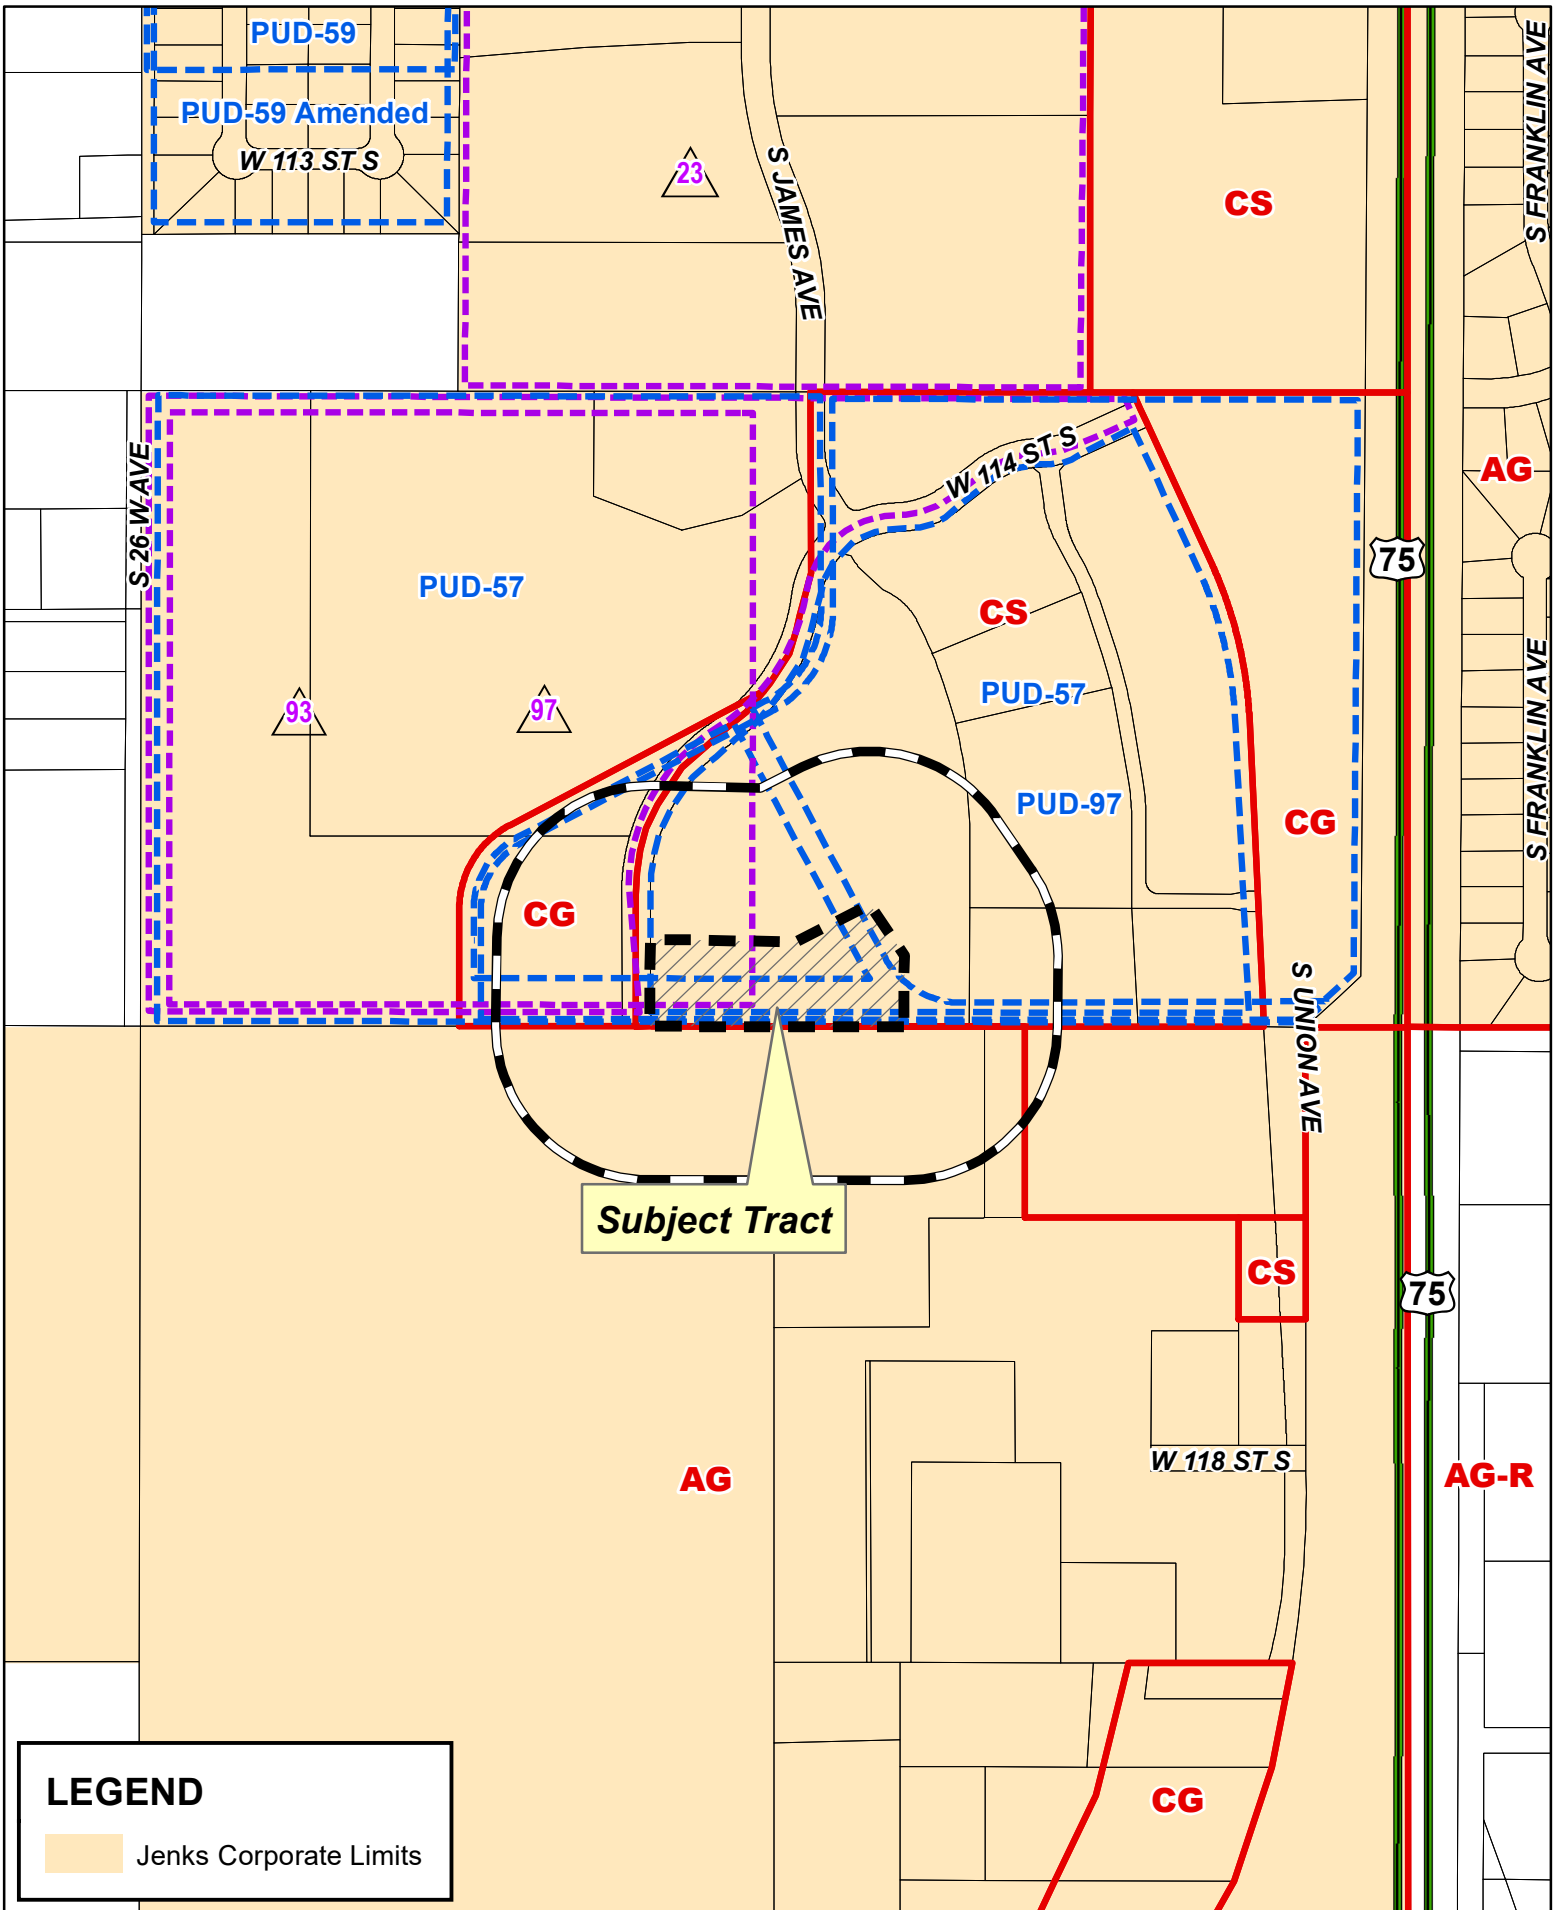 PUD-59
PUD-59 Amended
W 113 ST S
23
S JAMES AVE
CS
S FRANKLIN AVE
W 114 ST S
AG
S 26 W AVE
75
PUD-57
CS
PUD-57
93
97
PUD-97
CG
S FRANKLIN AVE
CG
S UNION AVE
Subject Tract
CS
75
W 118 ST S
AG
AG-R
CG
LEGEND
Jenks Corporate Limits